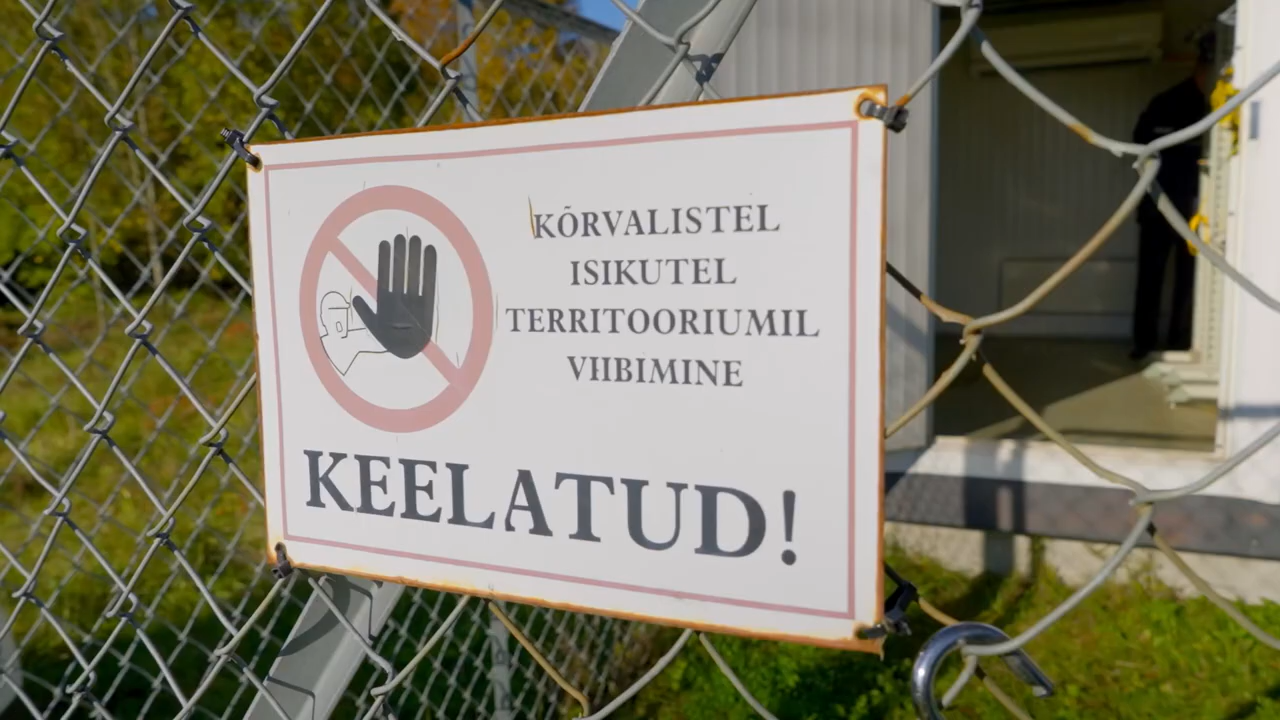 KÕRVALISTEL
ISIKUTEL
TERRITOORIUMIL
VIIBIMINE
KEELATUD!